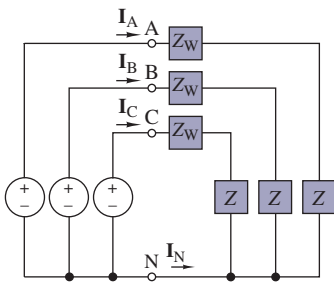 I_A A Z_W
I_B B Z_W
I_C C Z_W
+ + +
− − −
Z Z Z
N I_N